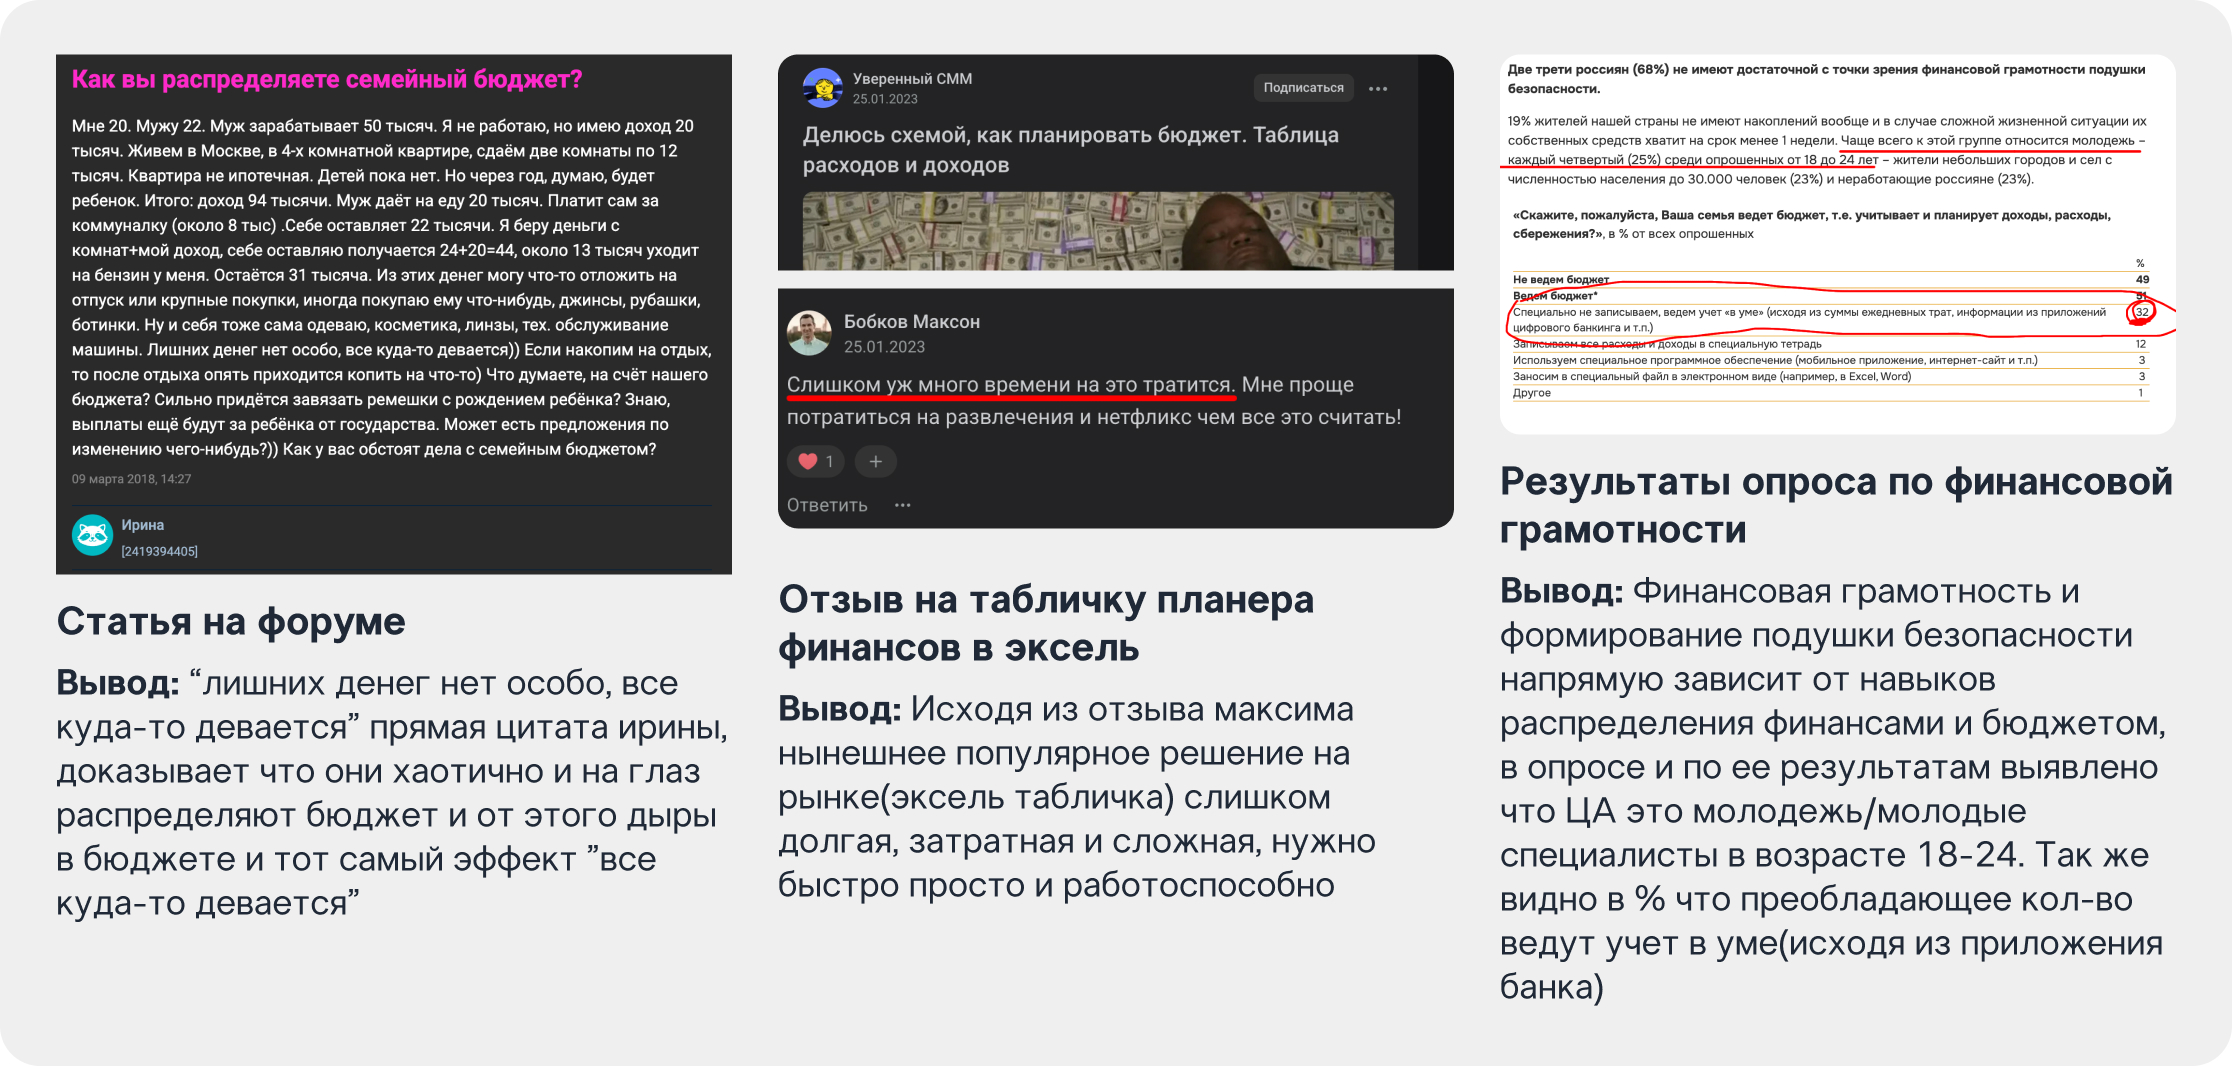 Как вы распределяете семейный бюджет?
Мне 20. Мужу 22. Муж зарабатывает 50 тысяч. Я не работаю, но имею доход 20
тысяч. Живем в Москве, в 4-х комнатной квартире, сдаём две комнаты по 12
тысяч. Квартира не ипотечная. Детей пока нет. Но через год, думаю, будет
ребенок. Итого: доход 94 тысячи. Муж даёт на еду 20 тысяч. Платит сам за
коммуналку (около 8 тыс) .Себе оставляет 22 тысячи. Я беру деньги с
комнат+мой доход, себе оставляю получается 24+20=44, около 13 тысяч уходит
на бензин у меня. Остаётся 31 тысяча. Из этих денег могу что-то отложить на
отпуск или крупные покупки, иногда покупаю ему что-нибудь, джинсы, рубашки,
ботинки. Ну и себя тоже сама одеваю, косметика, линзы, тех. обслуживание
машины. Лишних денег нет особо, все куда-то девается)) Если накопим на отдых,
то после отдыха опять приходится копить на что-то) Что думаете, на счёт нашего
бюджета? Сильно придётся завязать ремешки с рождением ребёнка? Знаю,
выплаты ещё будут за ребёнка от государства. Может есть предложения по
изменению чего-нибудь?)) Как у вас обстоят дела с семейным бюджетом?
09 марта 2018, 14:27
Ирина
[2419394405]
Статья на форуме
Вывод: “лишних денег нет особо, все
куда-то девается” прямая цитата ирины,
доказывает что они хаотично и на глаз
распределяют бюджет и от этого дыры
в бюджете и тот самый эффект ”все
куда-то девается”
Уверенный СММ
25.01.2023
Подписаться
Делюсь схемой, как планировать бюджет. Таблица
расходов и доходов
Бобков Максон
25.01.2023
Слишком уж много времени на это тратится. Мне проще
потратиться на развлечения и нетфликс чем все это считать!
1
Ответить
Отзыв на табличку планера
финансов в эксель
Вывод: Исходя из отзыва максима
нынешнее популярное решение на
рынке(эксель табличка) слишком
долгая, затратная и сложная, нужно
быстро просто и работоспособно
Две трети россиян (68%) не имеют достаточной с точки зрения финансовой грамотности подушки
безопасности.
19% жителей нашей страны не имеют накоплений вообще и в случае сложной жизненной ситуации их
собственных средств хватит на срок менее 1 недели. Чаще всего к этой группе относится молодежь –
каждый четвертый (25%) среди опрошенных от 18 до 24 лет – жители небольших городов и сел с
численностью населения до 30.000 человек (23%) и неработающие россияне (23%).
«Скажите, пожалуйста, Ваша семья ведет бюджет, т.е. учитывает и планирует доходы, расходы,
сбережения?», в % от всех опрошенных
%
Не ведем бюджет 49
Ведем бюджет* 51
Специально не записываем, ведем учет «в уме» (исходя из суммы ежедневных трат, информации из приложений 32
цифрового банкинга и т.п.)
Записываем все расходы и доходы в специальную тетрадь 12
Используем специальное программное обеспечение (мобильное приложение, интернет-сайт и т.п.) 3
Заносим в специальный файл в электронном виде (например, в Excel, Word) 3
Другое 1
Результаты опроса по финансовой
грамотности
Вывод: Финансовая грамотность и
формирование подушки безопасности
напрямую зависит от навыков
распределения финансами и бюджетом,
в опросе и по ее результатам выявлено
что ЦА это молодежь/молодые
специалисты в возрасте 18-24. Так же
видно в % что преобладающее кол-во
ведут учет в уме(исходя из приложения
банка)